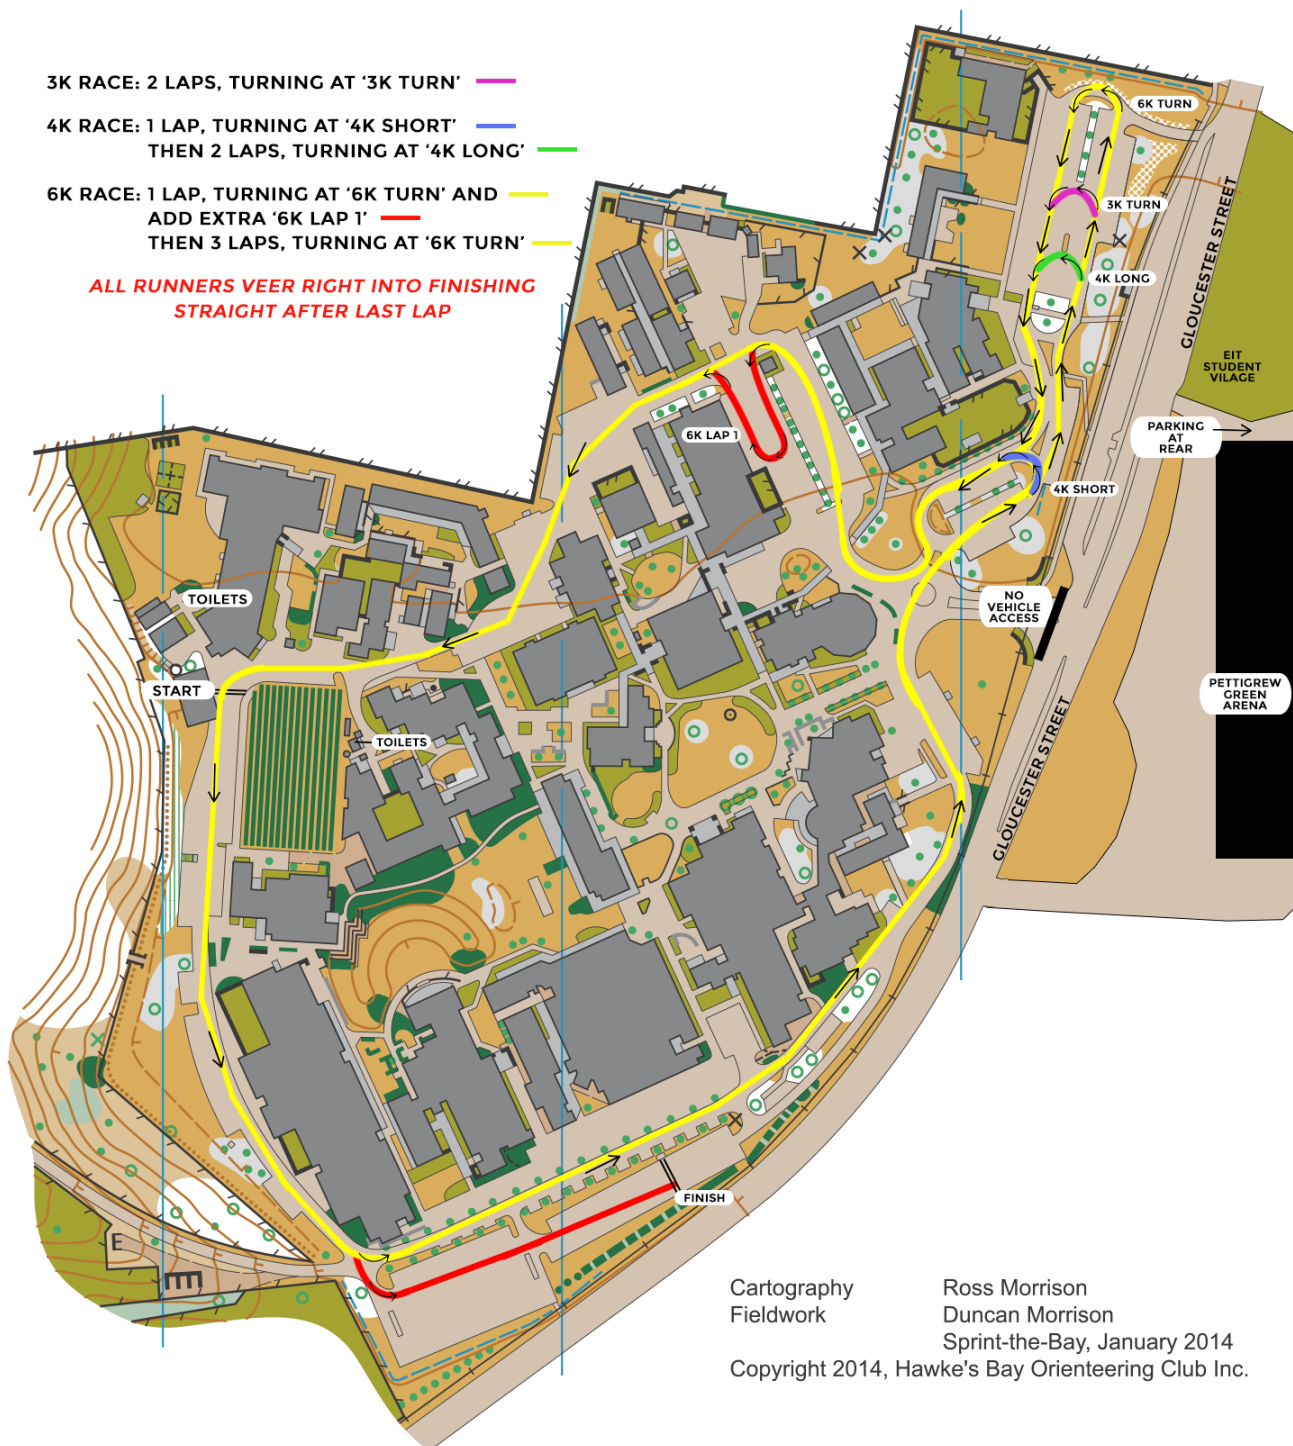 3K RACE: 2 LAPS, TURNING AT ‘3K TURN’
4K RACE: 1 LAP, TURNING AT ‘4K SHORT’
THEN 2 LAPS, TURNING AT ‘4K LONG’
6K RACE: 1 LAP, TURNING AT ‘6K TURN’ AND
ADD EXTRA ‘6K LAP 1’
THEN 3 LAPS, TURNING AT ‘6K TURN’
ALL RUNNERS VEER RIGHT INTO FINISHING
STRAIGHT AFTER LAST LAP
6K TURN
3K TURN
4K LONG
GLOUCESTER STREET
EIT
STUDENT
VILAGE
PARKING
AT
REAR
6K LAP 1
4K SHORT
TOILETS
NO
VEHICLE
ACCESS
START
PETTIGREW
GREEN
ARENA
TOILETS
GLOUCESTER STREET
FINISH
Cartography Ross Morrison
Fieldwork Duncan Morrison
Sprint-the-Bay, January 2014
Copyright 2014, Hawke's Bay Orienteering Club Inc.